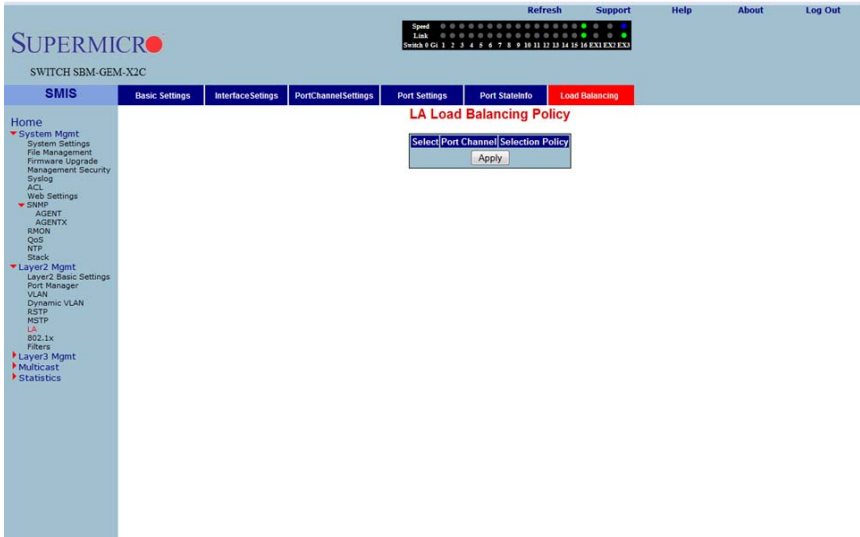 Refresh Support Help About Log Out
Speed
Link
Switch 0 Gi 1 2 3 4 5 6 7 8 9 10 11 12 13 14 15 16 EX1 EX2 EX3
SUPERMICRO
SWITCH SBM-GEM-X2C
SMIS
Basic Settings InterfaceSetings PortChannelSettings Port Settings Port StateInfo Load Balancing
LA Load Balancing Policy
Select Port Channel Selection Policy
Apply
Home
System Mgmt
System Settings
File Management
Firmware Upgrade
Management Security
Syslog
ACL
Web Settings
SNMP
AGENT
AGENTX
RMON
QoS
NTP
Stack
Layer2 Mgmt
Layer2 Basic Settings
Port Manager
VLAN
Dynamic VLAN
RSTP
MSTP
LA
802.1x
Filters
Layer3 Mgmt
Multicast
Statistics